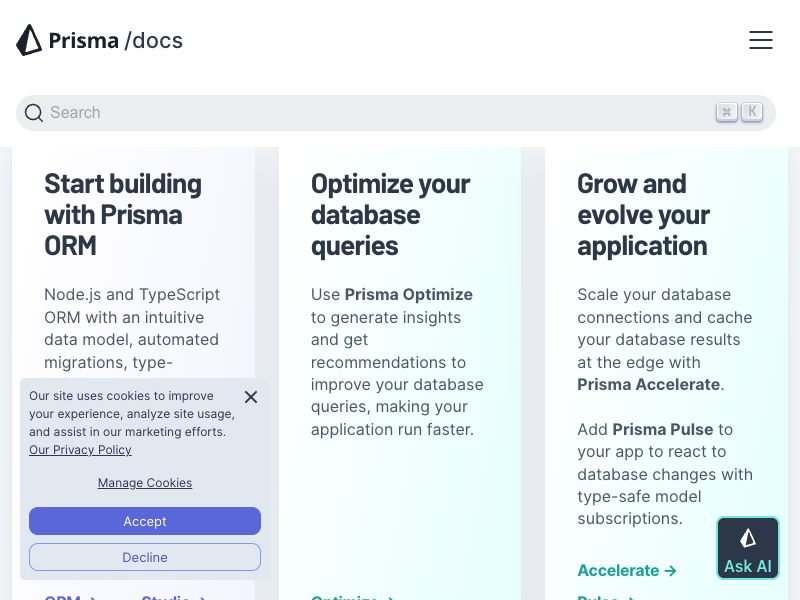 Prisma /docs
Search
⌘ K
Start building
with Prisma
ORM
Node.js and TypeScript
ORM with an intuitive
data model, automated
migrations, type-
Optimize your
database
queries
Use Prisma Optimize
to generate insights
and get
recommendations to
improve your database
queries, making your
application run faster.
Optimize →
Grow and
evolve your
application
Scale your database
connections and cache
your database results
at the edge with
Prisma Accelerate.
Add Prisma Pulse to
your app to react to
database changes with
type-safe model
subscriptions.
Accelerate →
Pulse →
Our site uses cookies to improve
your experience, analyze site usage,
and assist in our marketing efforts.
Our Privacy Policy
Manage Cookies
Accept
Decline
ORM → Studio →
Ask AI